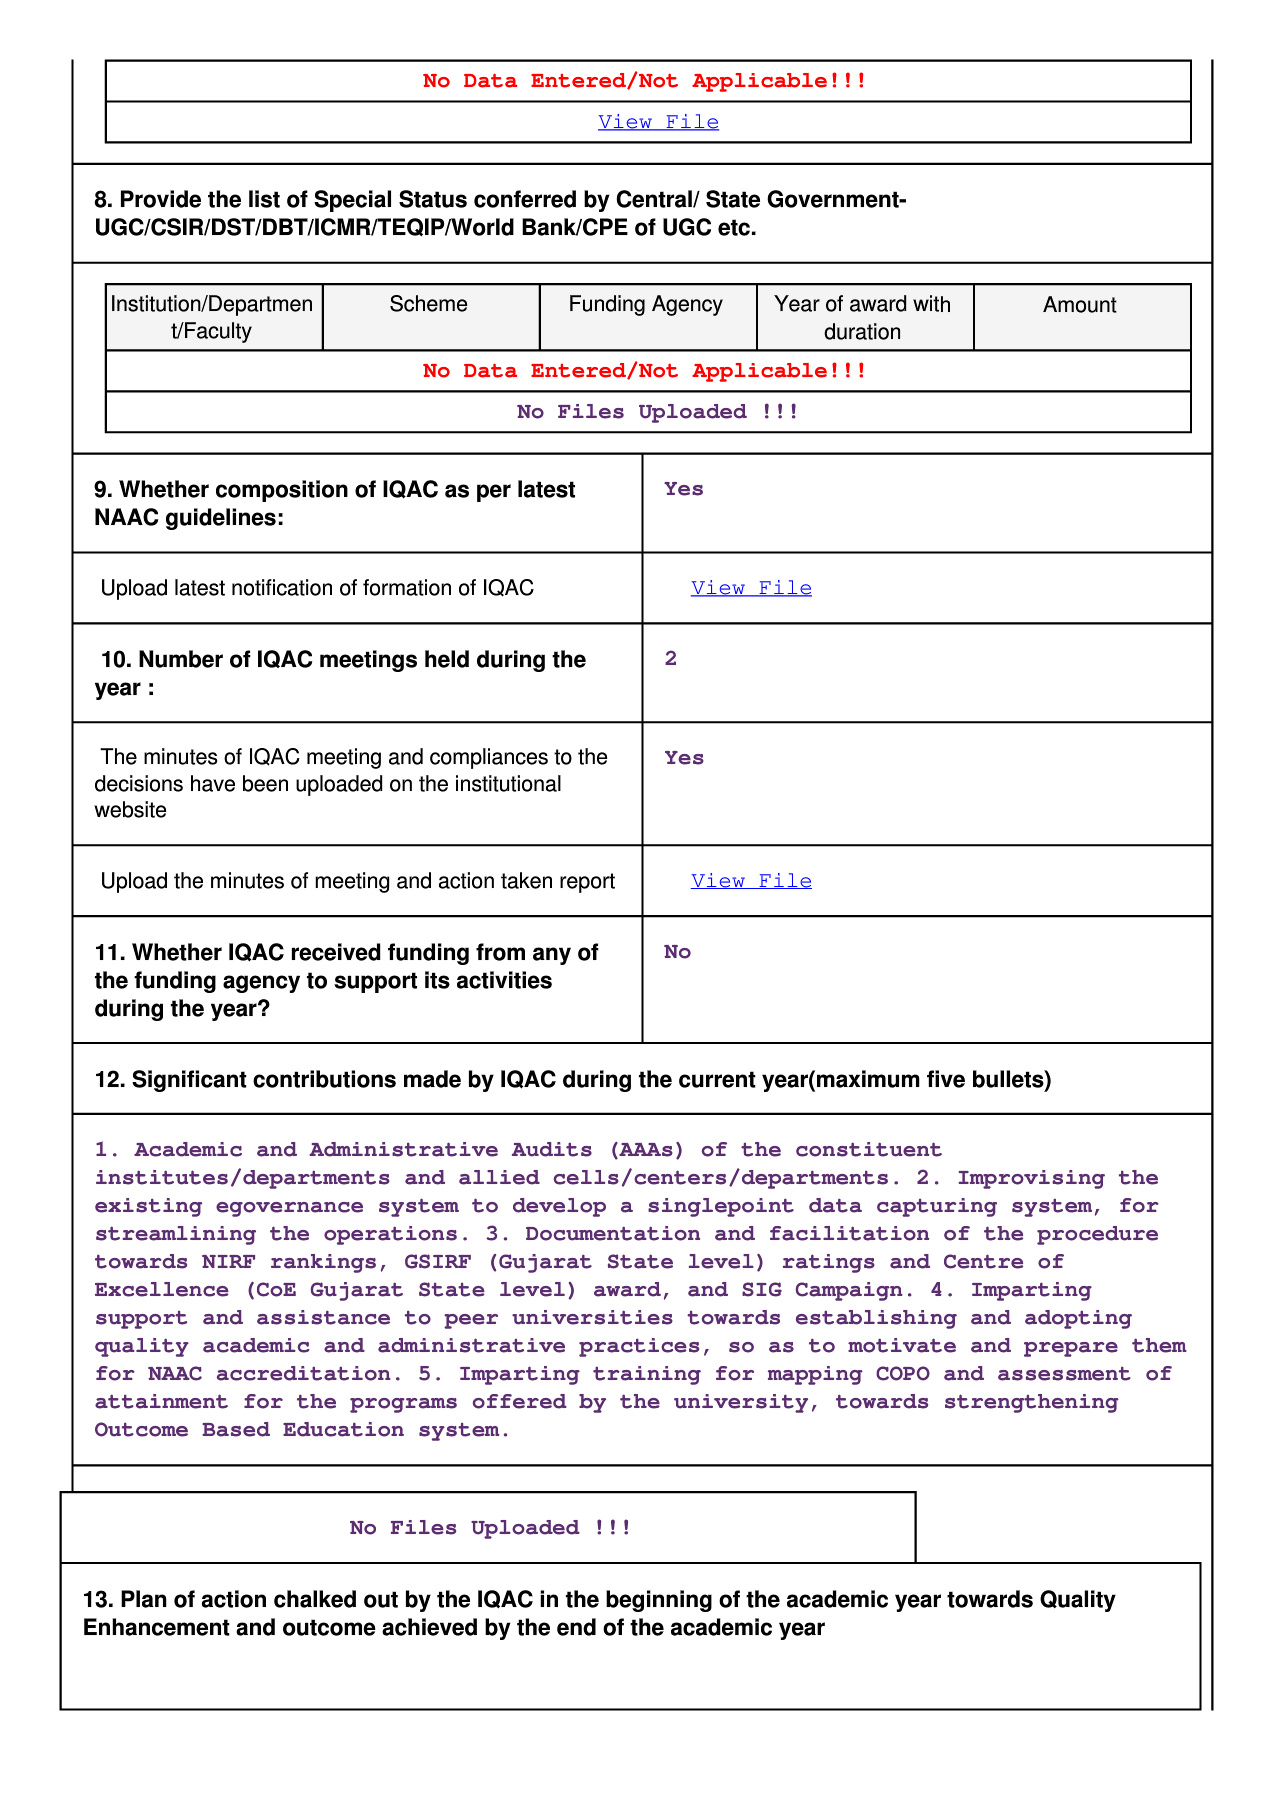 No Data Entered/Not Applicable!!!
View File
8. Provide the list of Special Status conferred by Central/ State Government-
UGC/CSIR/DST/DBT/ICMR/TEQIP/World Bank/CPE of UGC etc.
Institution/Departmen
t/Faculty
Scheme
Funding Agency
Year of award with
duration
Amount
No Data Entered/Not Applicable!!!
No Files Uploaded !!!
9. Whether composition of IQAC as per latest
NAAC guidelines:
Yes
Upload latest notification of formation of IQAC
View File
10. Number of IQAC meetings held during the
year :
2
The minutes of IQAC meeting and compliances to the
decisions have been uploaded on the institutional
website
Yes
Upload the minutes of meeting and action taken report
View File
11. Whether IQAC received funding from any of
the funding agency to support its activities
during the year?
No
12. Significant contributions made by IQAC during the current year(maximum five bullets)
1. Academic and Administrative Audits (AAAs) of the constituent
institutes/departments and allied cells/centers/departments. 2. Improvising the
existing egovernance system to develop a singlepoint data capturing system, for
streamlining the operations. 3. Documentation and facilitation of the procedure
towards NIRF rankings, GSIRF (Gujarat State level) ratings and Centre of
Excellence (CoE Gujarat State level) award, and SIG Campaign. 4. Imparting
support and assistance to peer universities towards establishing and adopting
quality academic and administrative practices, so as to motivate and prepare them
for NAAC accreditation. 5. Imparting training for mapping COPO and assessment of
attainment for the programs offered by the university, towards strengthening
Outcome Based Education system.
No Files Uploaded !!!
13. Plan of action chalked out by the IQAC in the beginning of the academic year towards Quality
Enhancement and outcome achieved by the end of the academic year